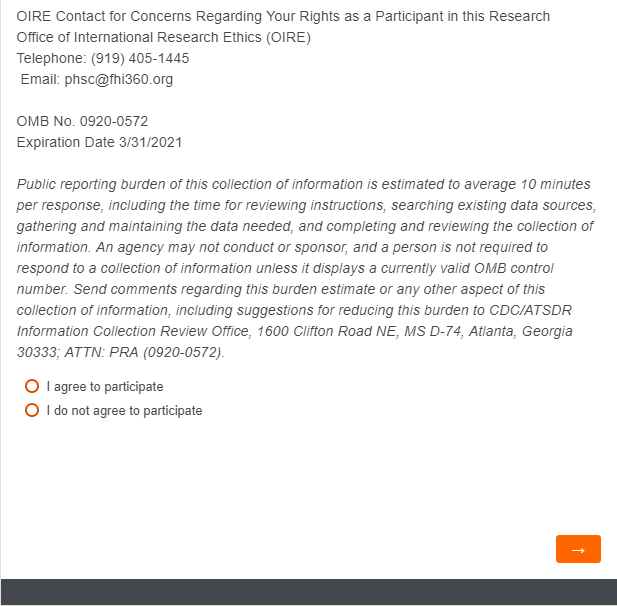 OIRE Contact for Concerns Regarding Your Rights as a Participant in this Research
Office of International Research Ethics (OIRE)
Telephone: (919) 405-1445
Email: phsc@fhi360.org
OMB No. 0920-0572
Expiration Date 3/31/2021
Public reporting burden of this collection of information is estimated to average 10 minutes
per response, including the time for reviewing instructions, searching existing data sources,
gathering and maintaining the data needed, and completing and reviewing the collection of
information. An agency may not conduct or sponsor, and a person is not required to
respond to a collection of information unless it displays a currently valid OMB control
number. Send comments regarding this burden estimate or any other aspect of this
collection of information, including suggestions for reducing this burden to CDC/ATSDR
Information Collection Review Office, 1600 Clifton Road NE, MS D-74, Atlanta, Georgia
30333; ATTN: PRA (0920-0572).
I agree to participate
I do not agree to participate
→